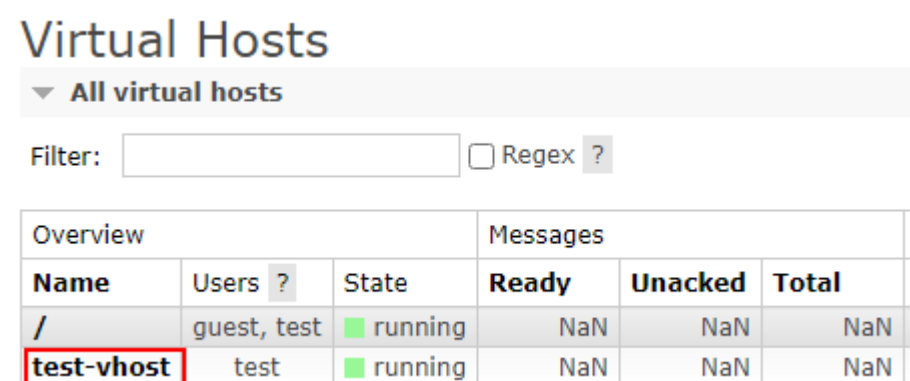 Virtual Hosts
All virtual hosts
Filter: Regex ?
Overview Messages
Name Users ? State Ready Unacked Total
/ guest, test running NaN NaN NaN
test-vhost test running NaN NaN NaN